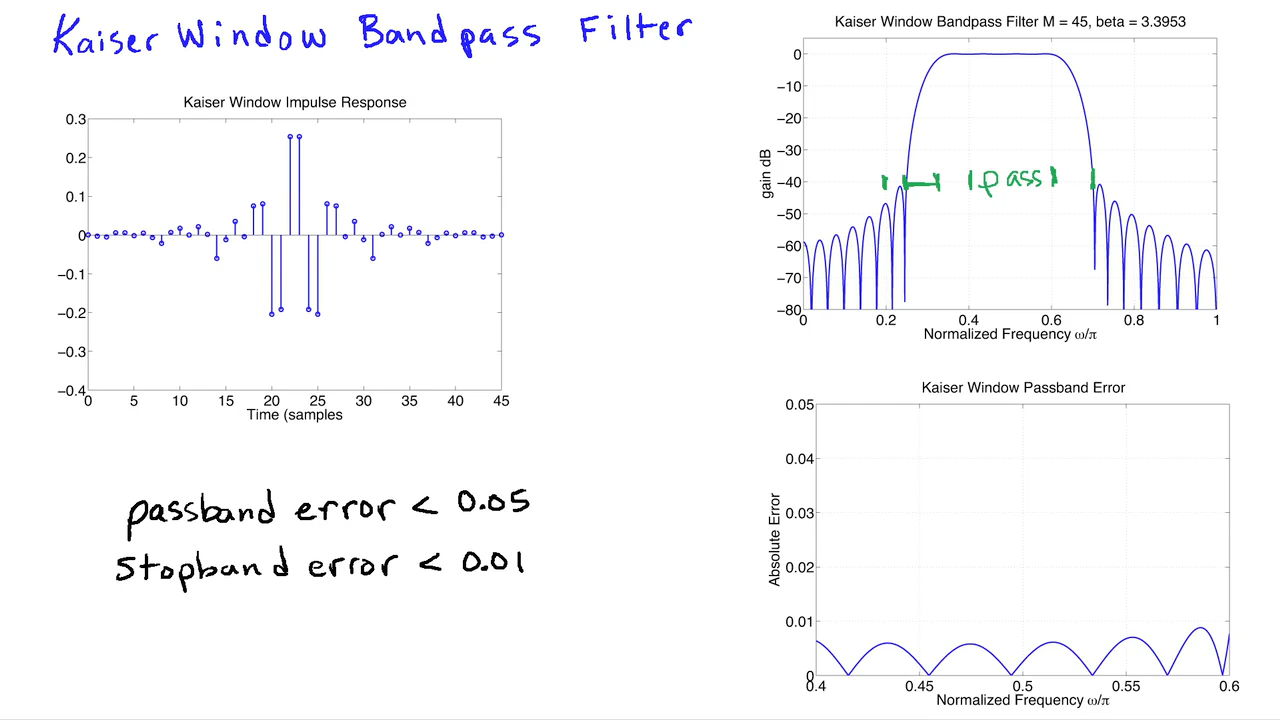 Kaiser Window Bandpass Filter
Kaiser Window Impulse Response
0.3
0.2
0.1
0
−0.1
−0.2
−0.3
−0.4
0 5 10 15 20 25 30 35 40 45
Time (samples
passband error < 0.05
stopband error < 0.01
Kaiser Window Bandpass Filter M = 45, beta = 3.3953
gain dB
0
−10
−20
−30
−40
−50
−60
−70
−80
pass
0 0.2 0.4 0.6 0.8 1
Normalized Frequency ω/π
Kaiser Window Passband Error
Absolute Error
0.05
0.04
0.03
0.02
0.01
0
0.4 0.45 0.5 0.55 0.6
Normalized Frequency ω/π